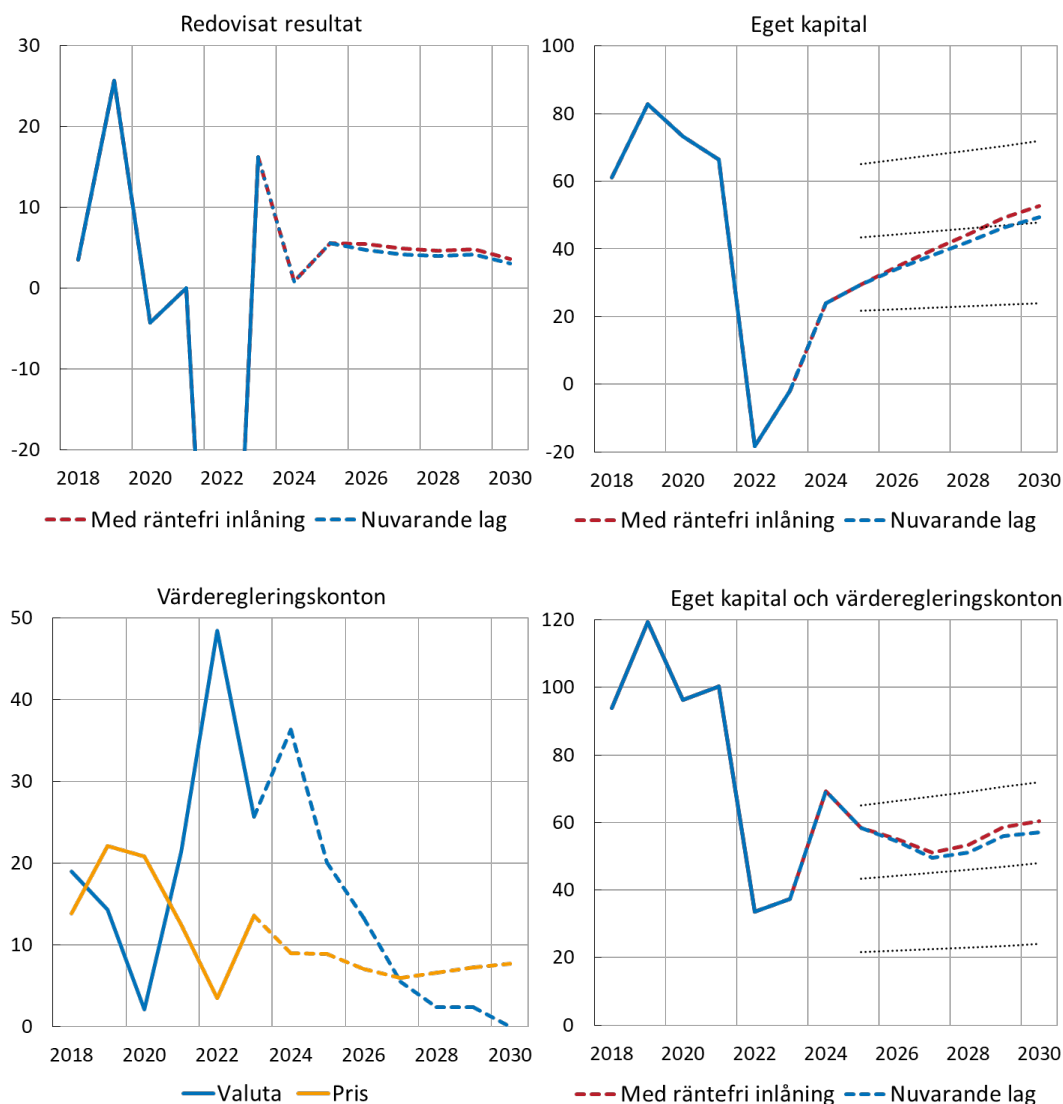 Redovisat resultat
30
20
10
0
-10
-20
2018 2020 2022 2024 2026 2028 2030
Med räntefri inlåning Nuvarande lag
Eget kapital
100
80
60
40
20
0
-20
2018 2020 2022 2024 2026 2028 2030
Med räntefri inlåning Nuvarande lag
Värderegleringskonton
50
40
30
20
10
0
2018 2020 2022 2024 2026 2028 2030
Valuta Pris
Eget kapital och värderegleringskonton
120
100
80
60
40
20
0
2018 2020 2022 2024 2026 2028 2030
Med räntefri inlåning Nuvarande lag